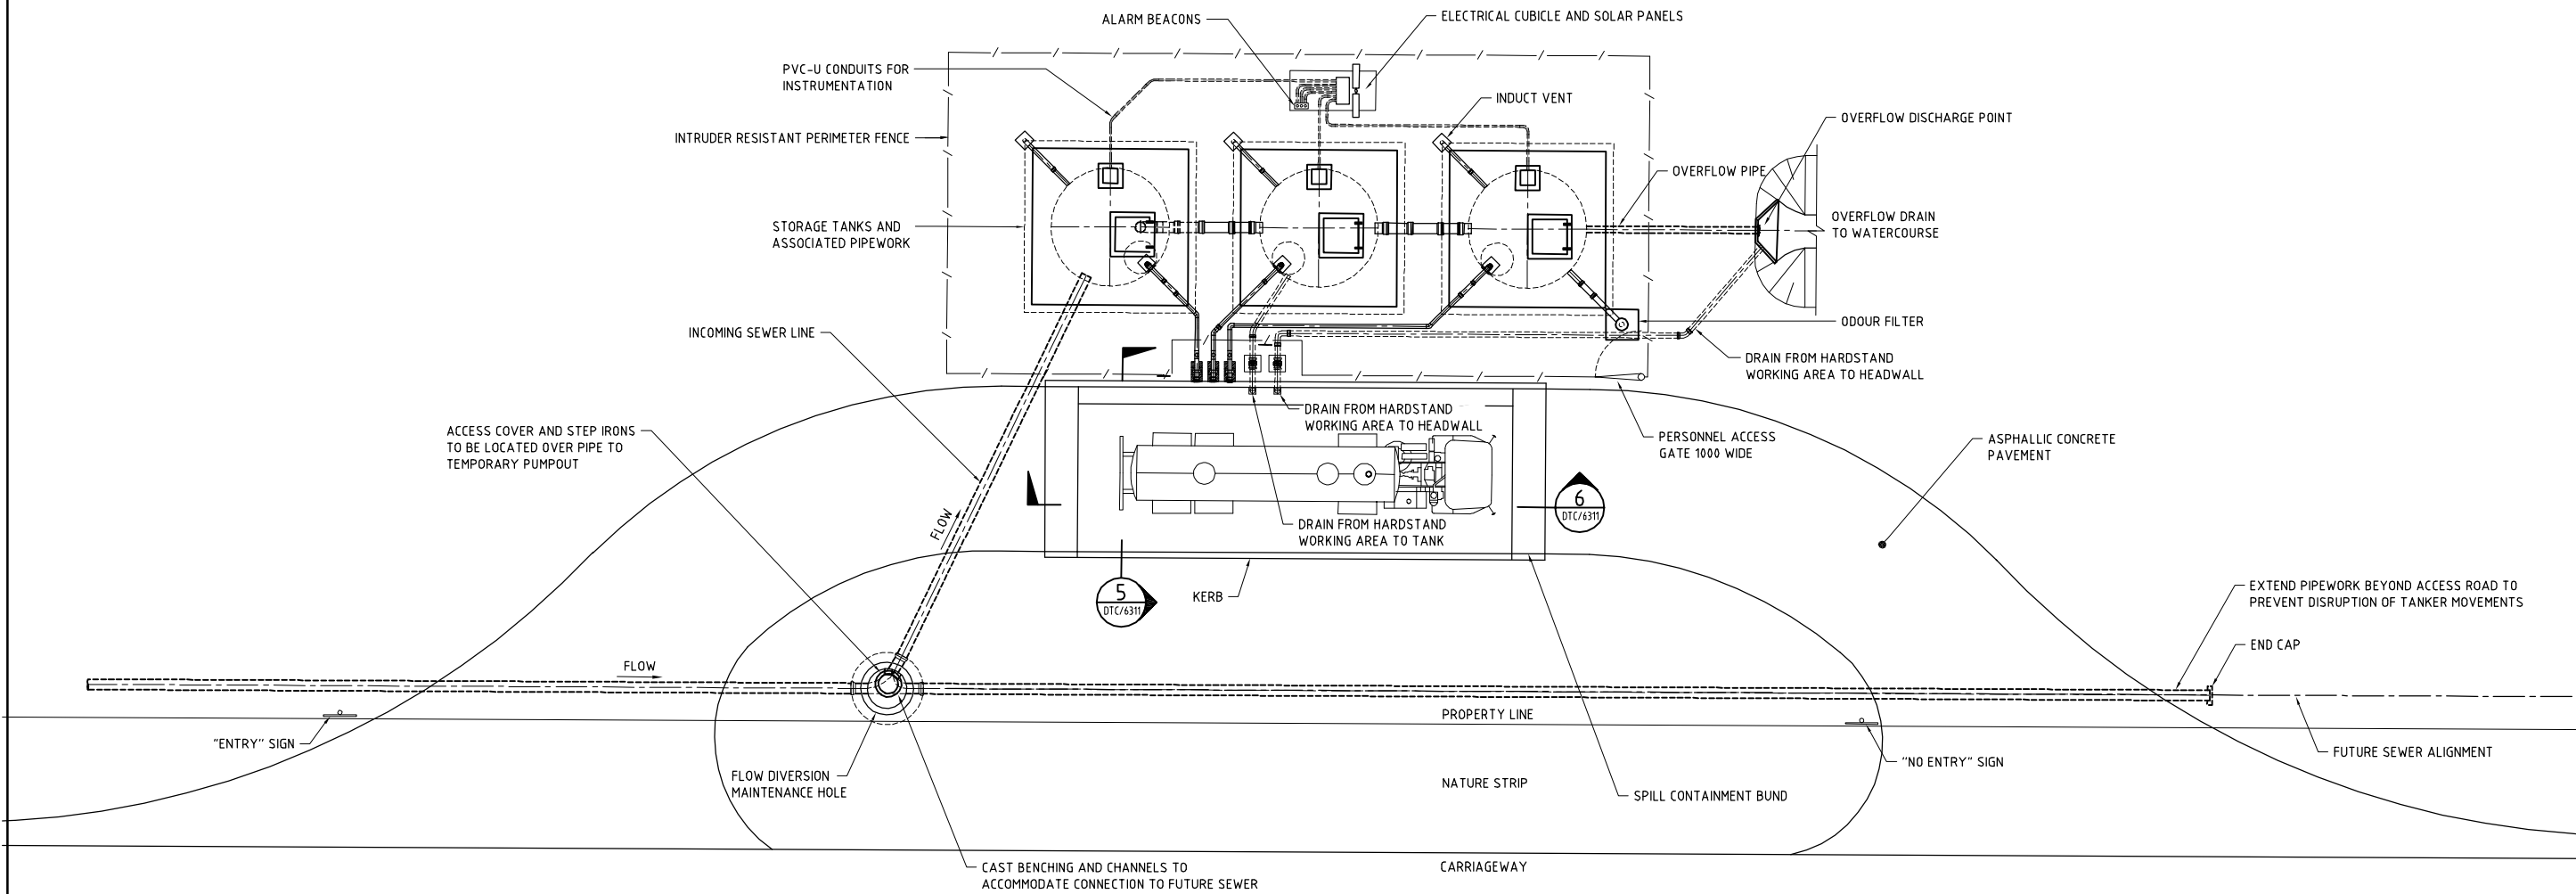 ALARM BEACONS
ELECTRICAL CUBICLE AND SOLAR PANELS
PVC-U CONDUITS FOR
INSTRUMENTATION
INDUCT VENT
OVERFLOW DISCHARGE POINT
INTRUDER RESISTANT PERIMETER FENCE
OVERFLOW PIPE
STORAGE TANKS AND
ASSOCIATED PIPEWORK
OVERFLOW DRAIN
TO WATERCOURSE
INCOMING SEWER LINE
ODOUR FILTER
DRAIN FROM HARDSTAND
WORKING AREA TO HEADWALL
DRAIN FROM HARDSTAND
WORKING AREA TO HEADWALL
ACCESS COVER AND STEP IRONS
TO BE LOCATED OVER PIPE TO
TEMPORARY PUMPOUT
PERSONNEL ACCESS
GATE 1000 WIDE
ASPHALLIC CONCRETE
PAVEMENT
FLOW
DRAIN FROM HARDSTAND
WORKING AREA TO TANK
6
DTC/6311
5
DTC/6311
KERB
EXTEND PIPEWORK BEYOND ACCESS ROAD TO
PREVENT DISRUPTION OF TANKER MOVEMENTS
END CAP
FLOW
PROPERTY LINE
"ENTRY" SIGN
FLOW DIVERSION
MAINTENANCE HOLE
NATURE STRIP
SPILL CONTAINMENT BUND
"NO ENTRY" SIGN
FUTURE SEWER ALIGNMENT
CAST BENCHING AND CHANNELS TO
ACCOMMODATE CONNECTION TO FUTURE SEWER
CARRIAGEWAY